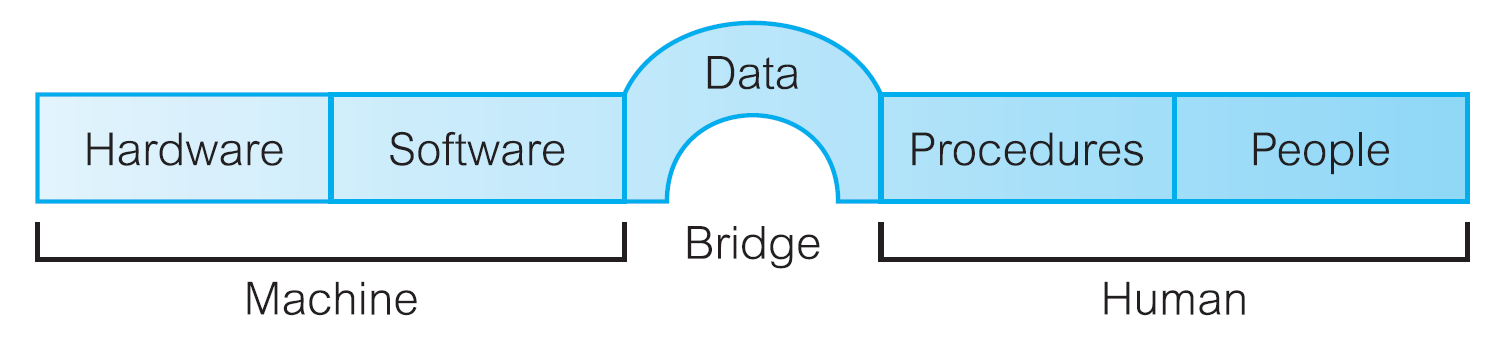 Data
Hardware Software Procedures People
Bridge
Machine Human